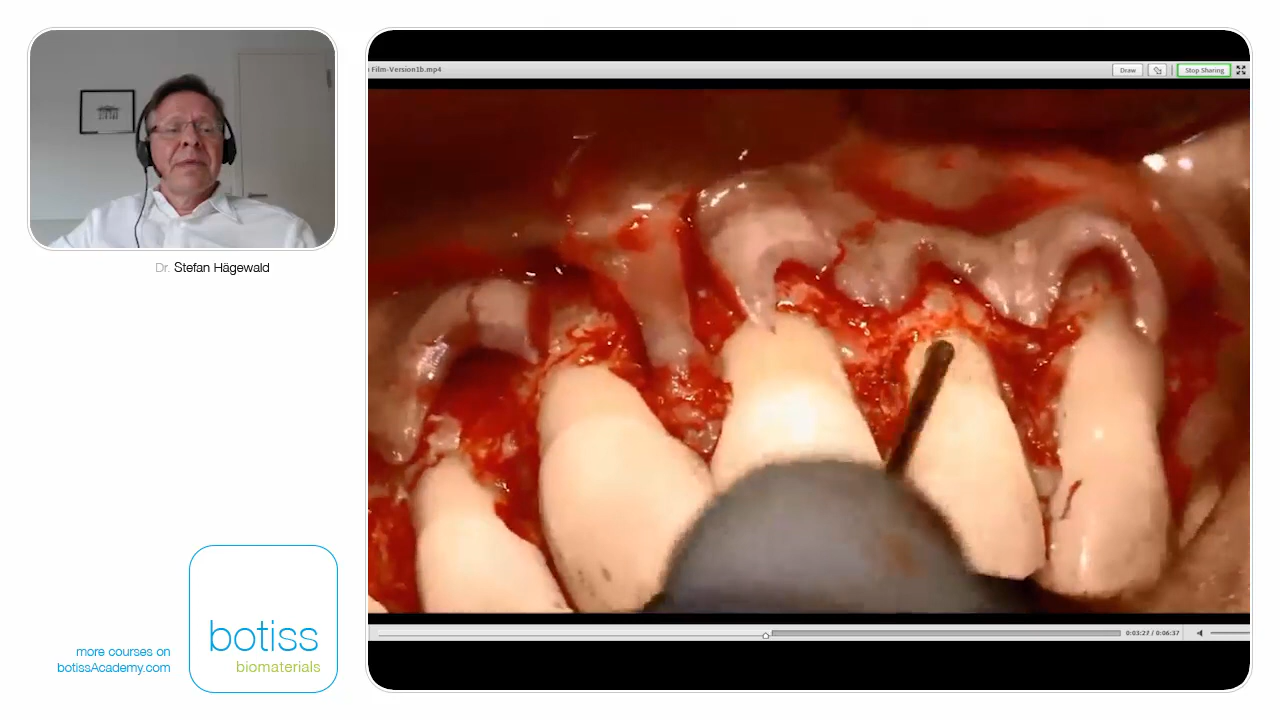 Film-Version1b.mp4
Draw
Stop Sharing
Dr. Stefan Hägewald
0:03:27 / 0:06:37
botiss
biomaterials
more courses on
botissAcademy.com